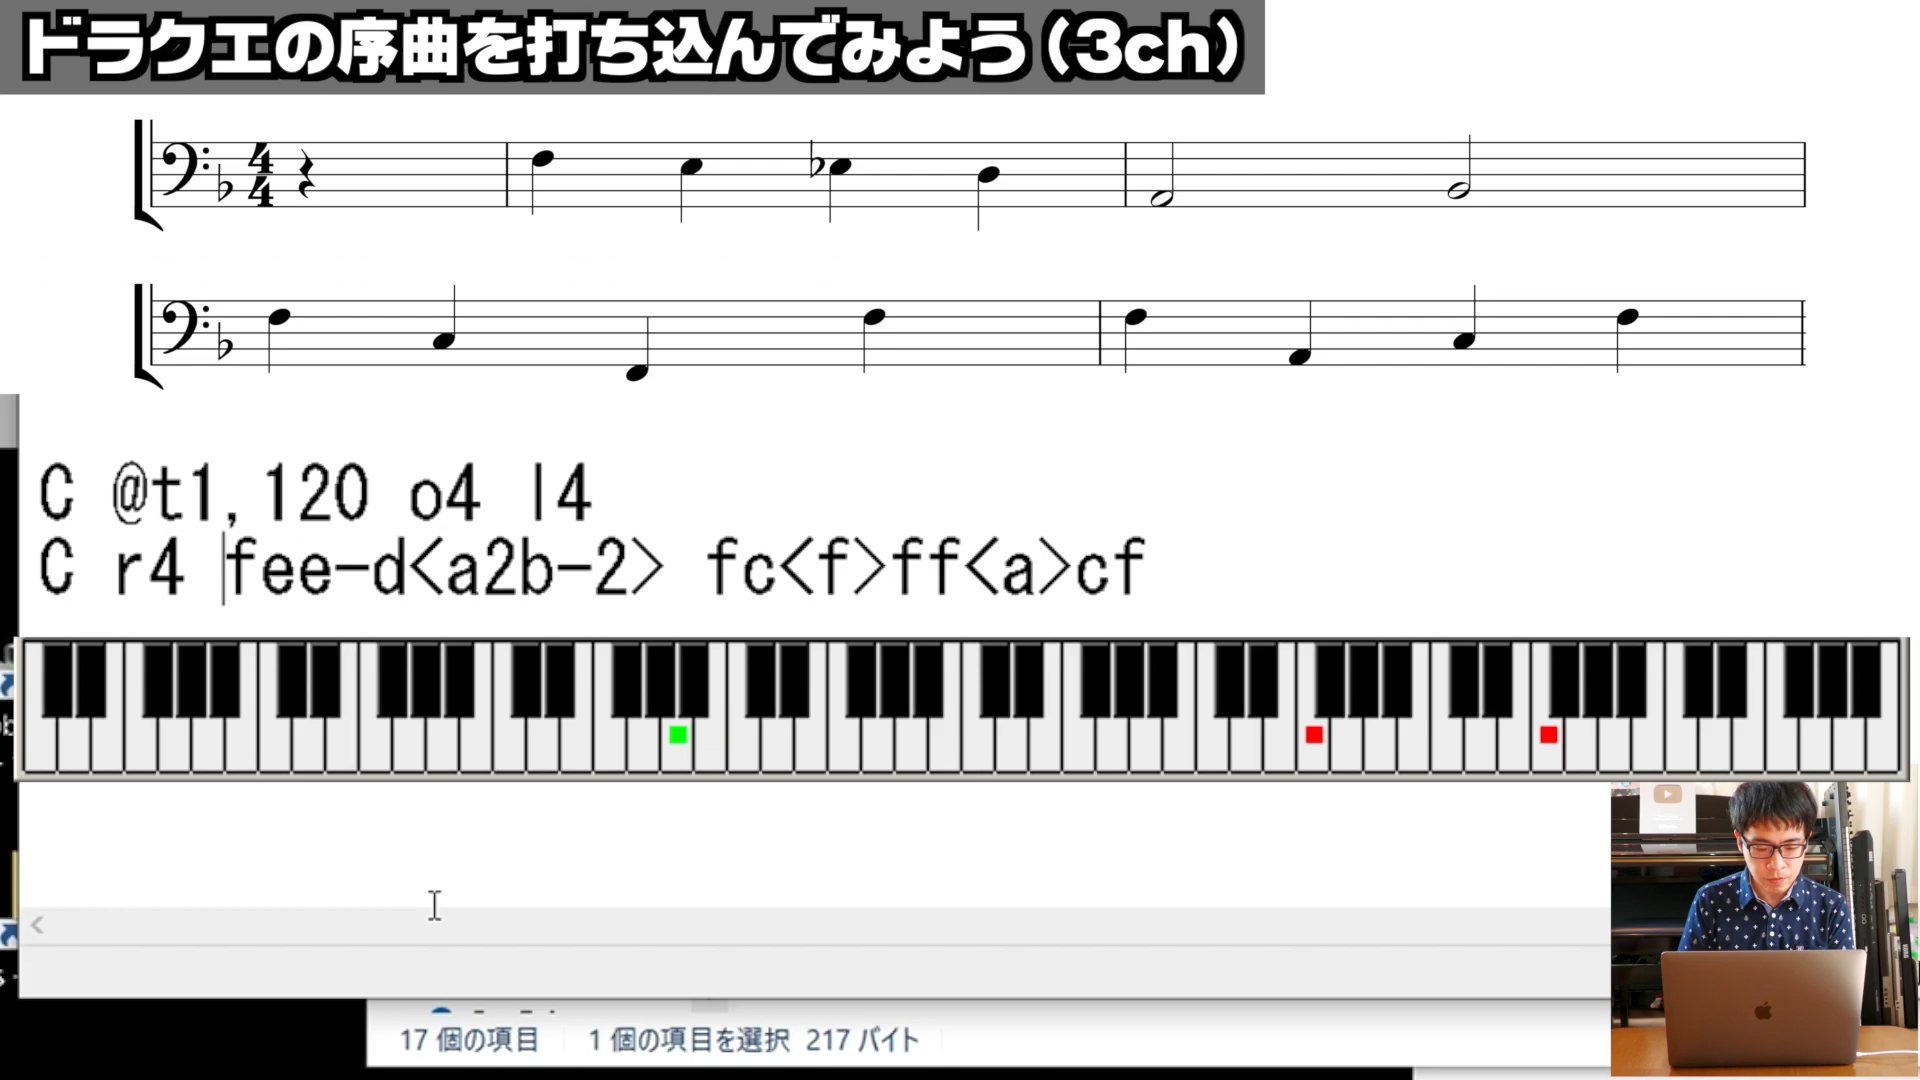 ドラクエの序曲を打ち込んでみよう(3ch)
C @t1,120 o4 l4
C r4 fee-d<a2b-2> fc<f>ff<a>cf
17 個の項目 1 個の項目を選択 217 バイト